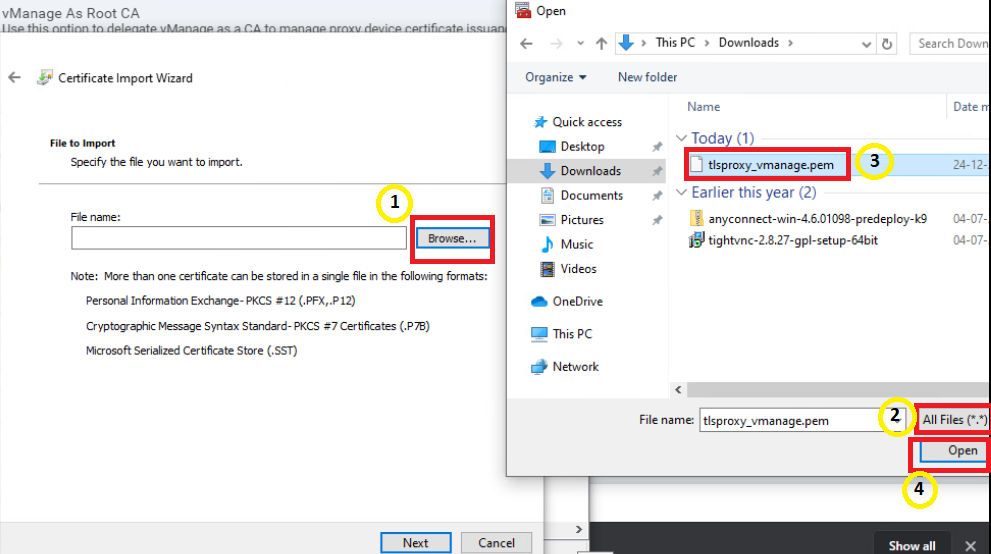 vManage As Root CA
Use this option to delegate vManage as a CA to manage proxy device certificate issuan
Certificate Import Wizard
File to Import
Specify the file you want to import.
1
File name:
Browse...
Note: More than one certificate can be stored in a single file in the following formats:
Personal Information Exchange- PKCS #12 (.PFX,.P12)
Cryptographic Message Syntax Standard- PKCS #7 Certificates (.P7B)
Microsoft Serialized Certificate Store (.SST)
Next
Cancel
Open
This PC > Downloads >
Search Down
Organize
New folder
Quick access
Desktop
Downloads
Documents
Pictures
Music
Videos
OneDrive
This PC
Network
Name
Date m
Today (1)
tlsproxy_vmanage.pem
3
24-12-
Earlier this year (2)
anyconnect-win-4.6.01098-predeploy-k9
04-07-
tightvnc-2.8.27-gpl-setup-64bit
04-07-
File name:
tlsproxy_vmanage.pem
2
All Files (*.*)
Open
4
Show all